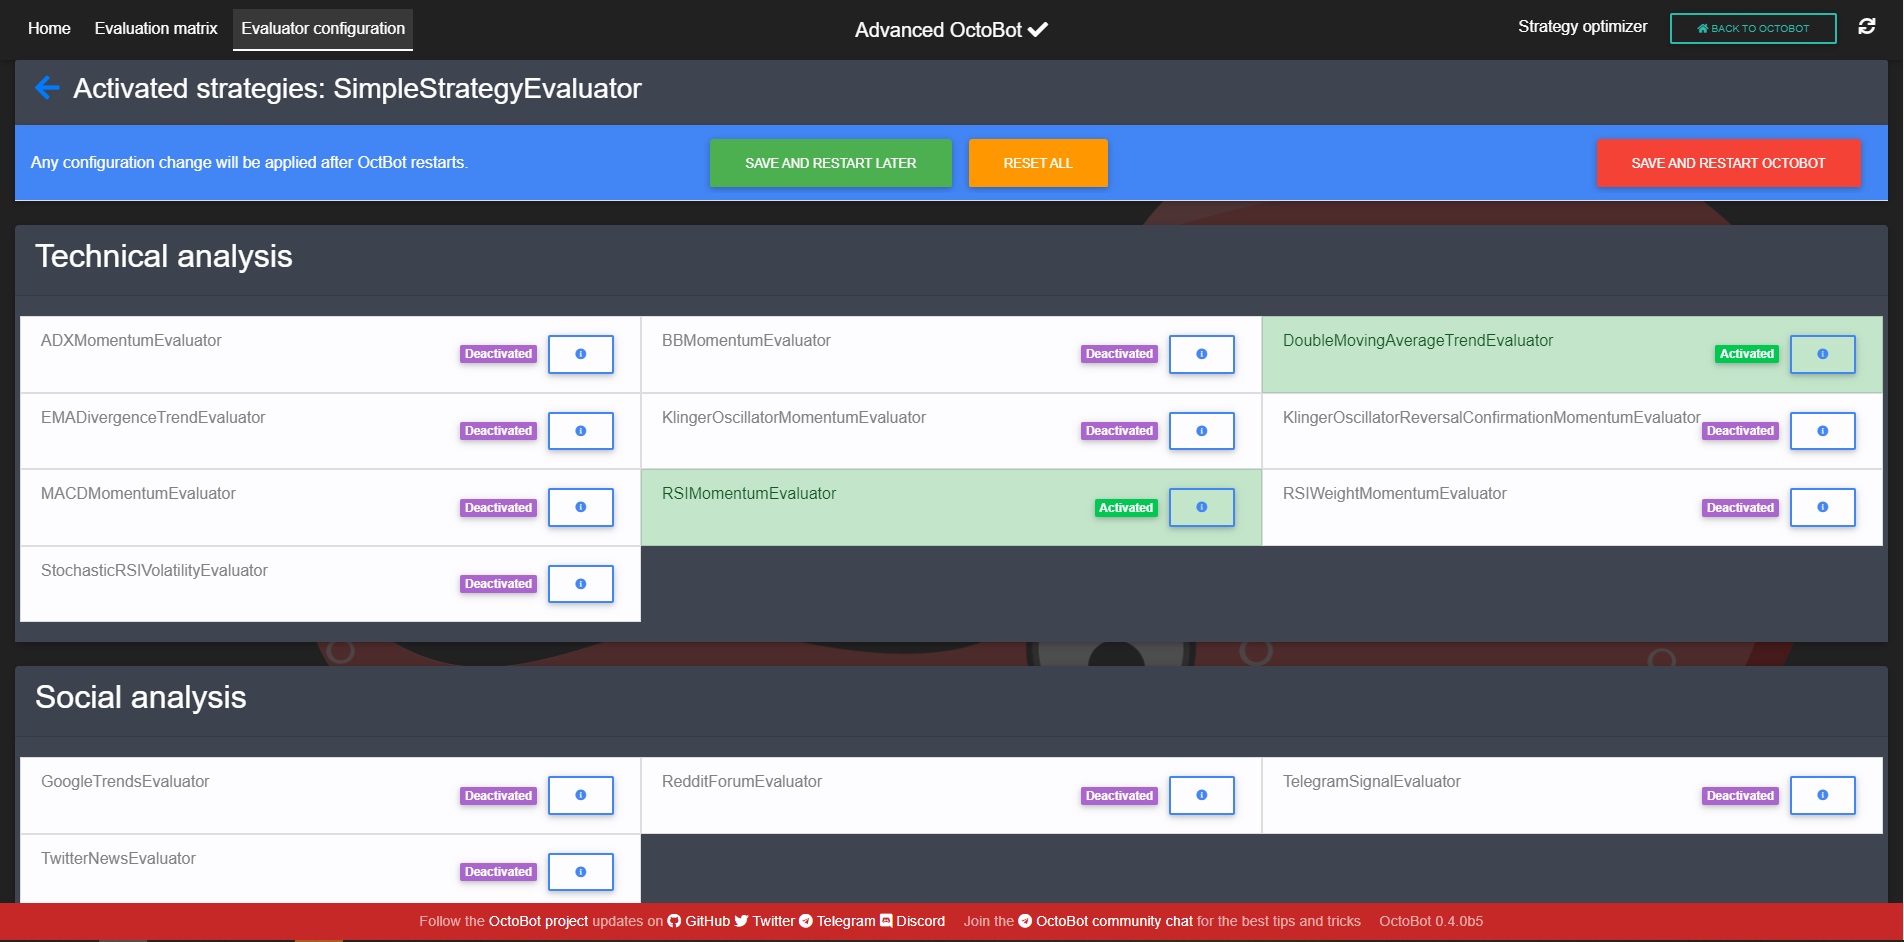 Home Evaluation matrix Evaluator configuration Advanced OctoBot Strategy optimizer BACK TO OCTOBOT
Activated strategies: SimpleStrategyEvaluator
Any configuration change will be applied after OctBot restarts. SAVE AND RESTART LATER RESET ALL SAVE AND RESTART OCTOBOT
Technical analysis
ADXMomentumEvaluator Deactivated BBMomentumEvaluator Deactivated DoubleMovingAverageTrendEvaluator Activated
EMADivergenceTrendEvaluator Deactivated KlingerOscillatorMomentumEvaluator Deactivated KlingerOscillatorReversalConfirmationMomentumEvaluator Deactivated
MACDMomentumEvaluator Deactivated RSIMomentumEvaluator Activated RSIWeightMomentumEvaluator Deactivated
StochasticRSIVolatilityEvaluator Deactivated
Social analysis
GoogleTrendsEvaluator Deactivated RedditForumEvaluator Deactivated TelegramSignalEvaluator Deactivated
TwitterNewsEvaluator Deactivated
Follow the OctoBot project updates on GitHub Twitter Telegram Discord Join the OctoBot community chat for the best tips and tricks OctoBot 0.4.0b5